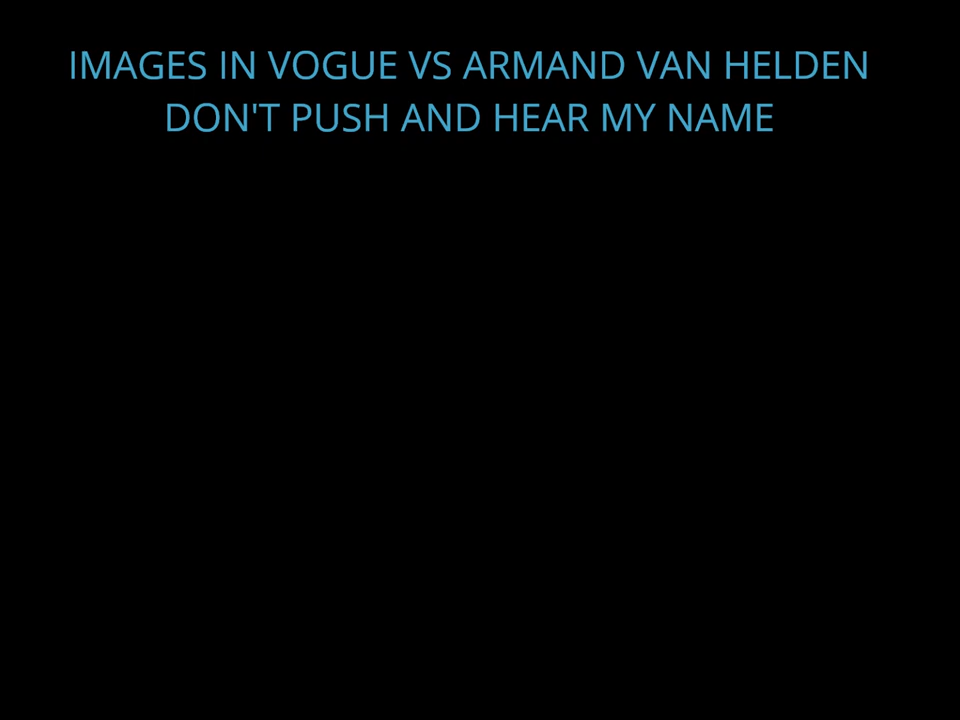 IMAGES IN VOGUE VS ARMAND VAN HELDEN
DON'T PUSH AND HEAR MY NAME